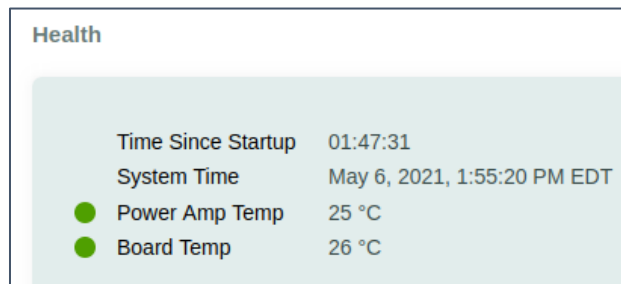 Health
Time Since Startup 01:47:31
System Time May 6, 2021, 1:55:20 PM EDT
Power Amp Temp 25 °C
Board Temp 26 °C